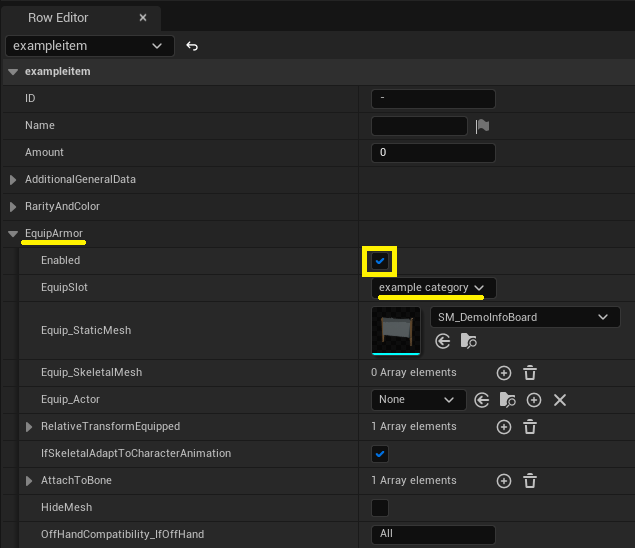 Row Editor
exampleitem
exampleitem
ID -
Name
Amount 0
AdditionalGeneralData
RarityAndColor
EquipArmor
Enabled
EquipSlot example category
Equip_StaticMesh SM_DemoInfoBoard
Equip_SkeletalMesh 0 Array elements
Equip_Actor None
RelativeTransformEquipped 1 Array elements
IfSkeletalAdaptToCharacterAnimation
AttachToBone 1 Array elements
HideMesh
OffHandCompatibility_IfOffHand All